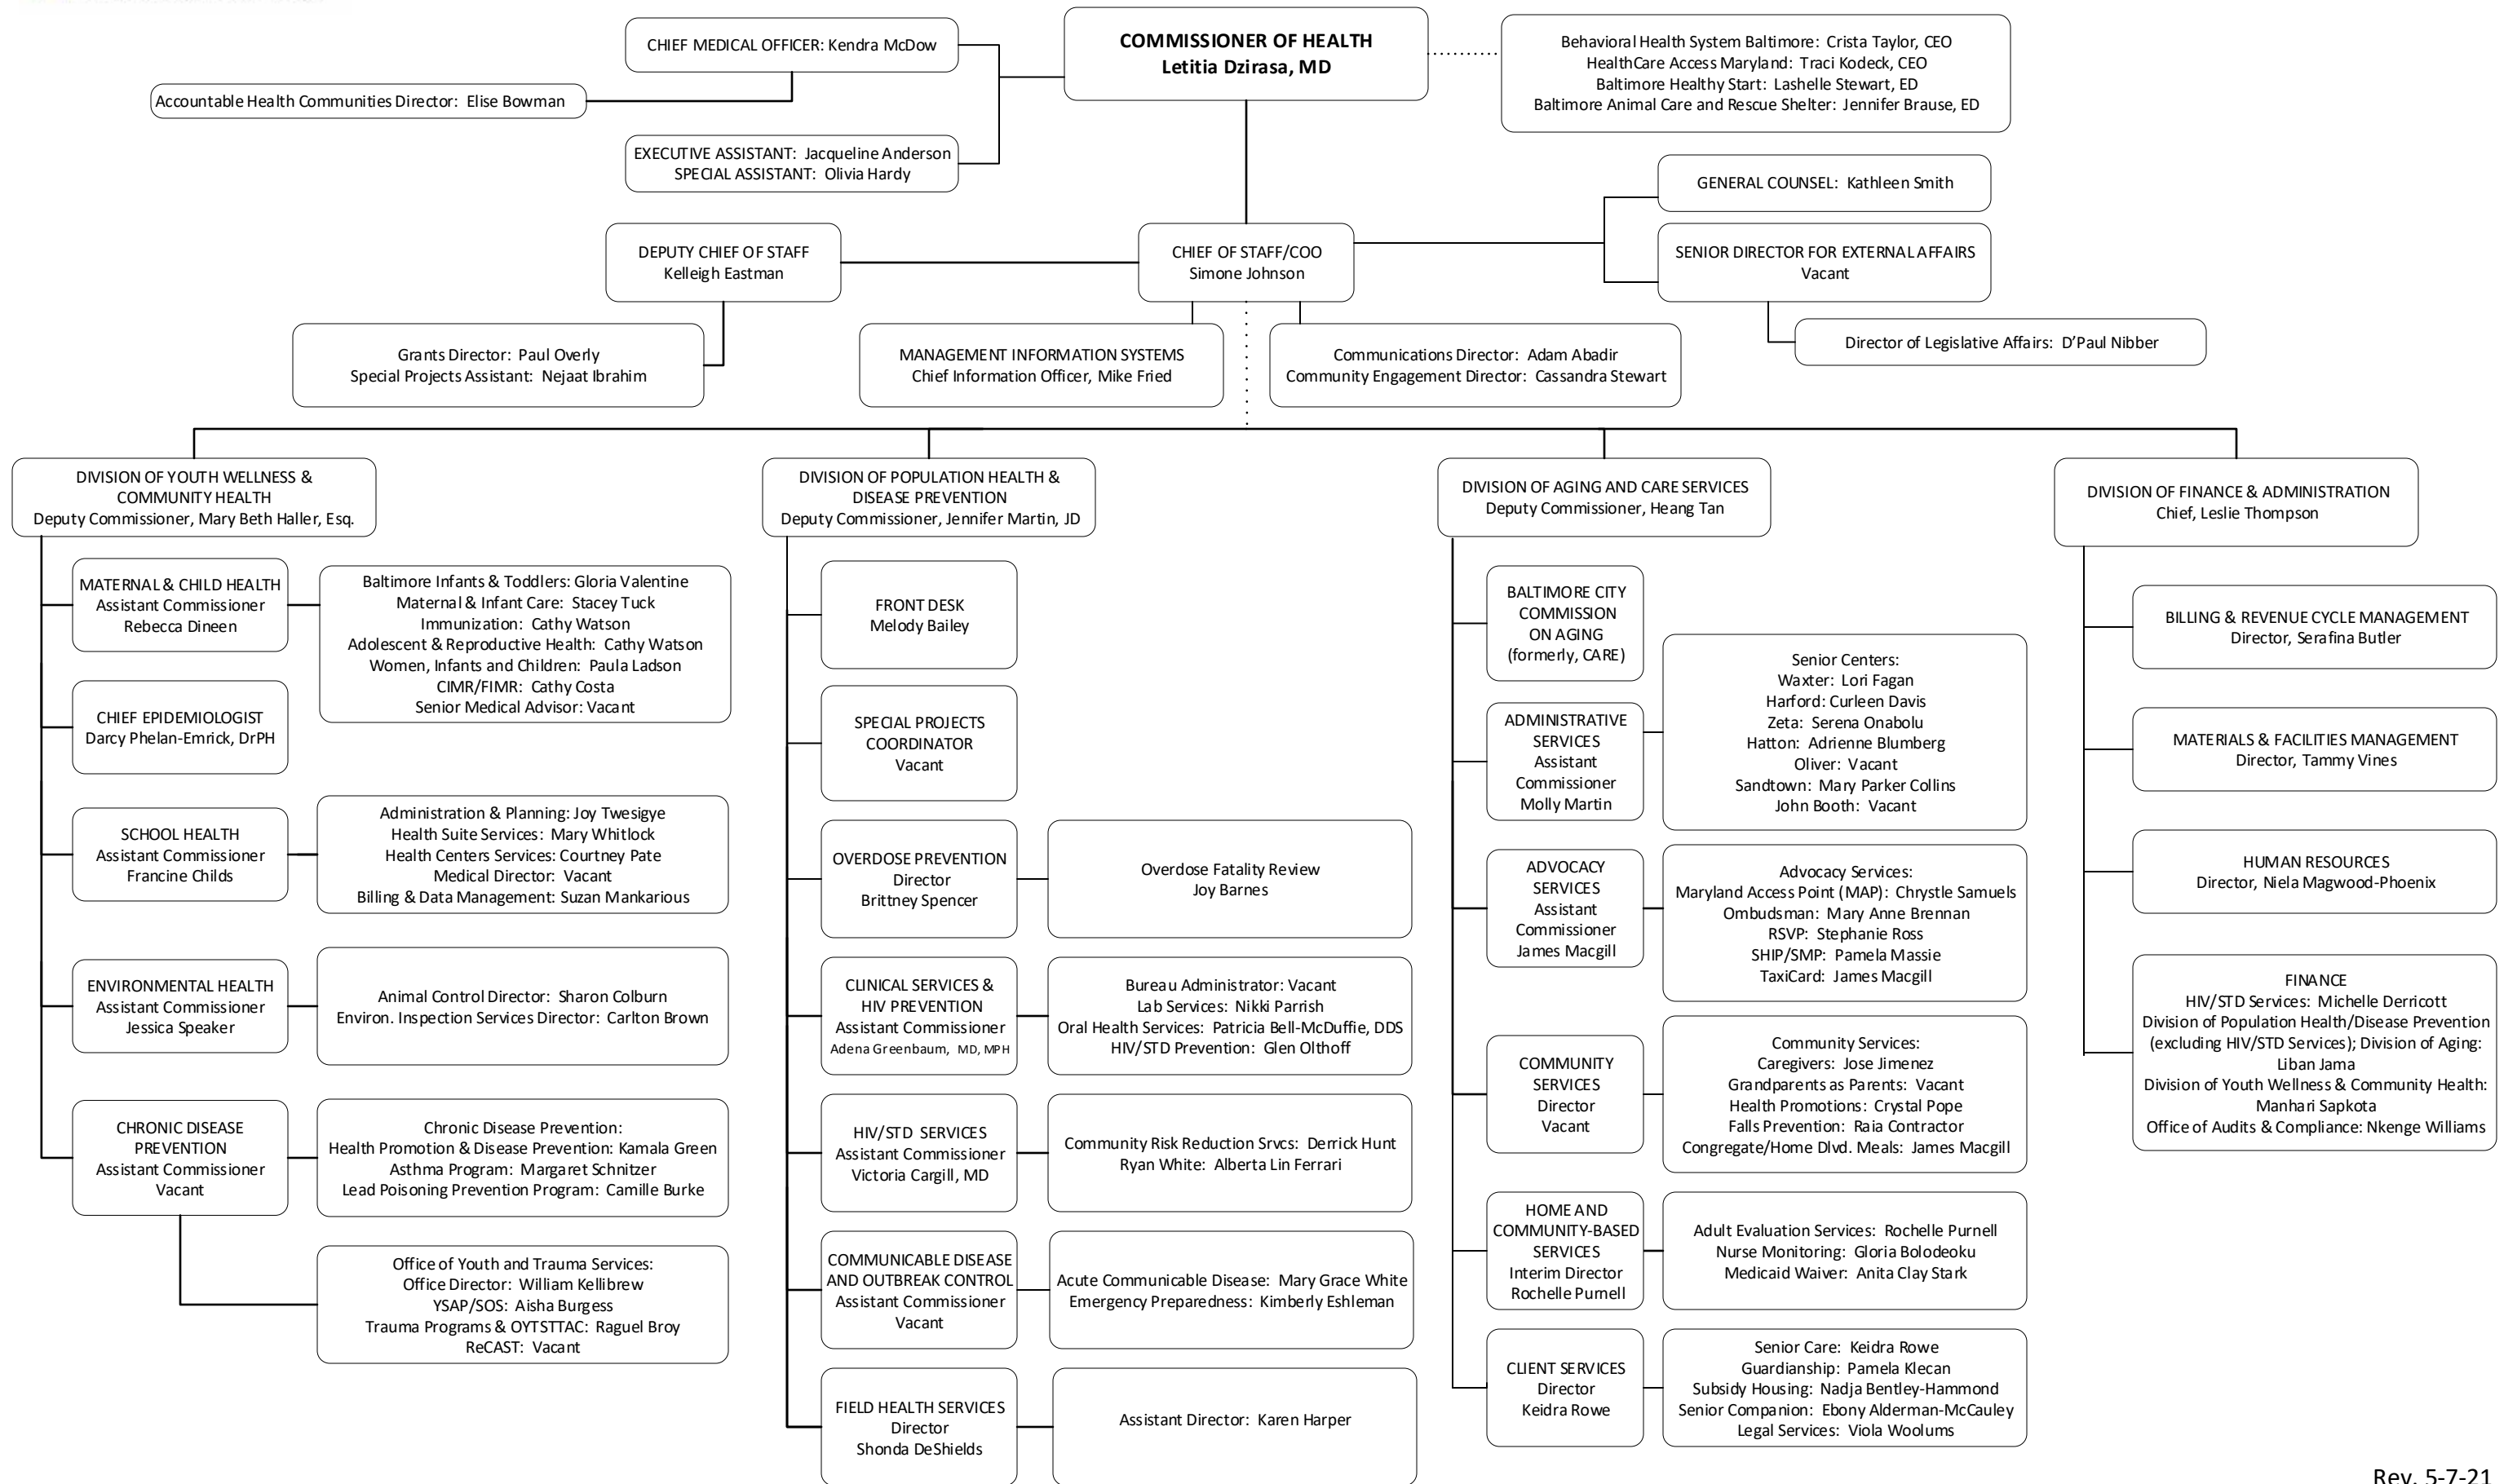 COMMISSIONER OF HEALTH
Letitia Dzirasa, MD
CHIEF MEDICAL OFFICER: Kendra McDow
Accountable Health Communities Director: Elise Bowman
EXECUTIVE ASSISTANT: Jacqueline Anderson
SPECIAL ASSISTANT: Olivia Hardy
Behavioral Health System Baltimore: Crista Taylor, CEO
HealthCare Access Maryland: Traci Kodeck, CEO
Baltimore Healthy Start: Lashelle Stewart, ED
Baltimore Animal Care and Rescue Shelter: Jennifer Brause, ED
GENERAL COUNSEL: Kathleen Smith
DEPUTY CHIEF OF STAFF
Kelleigh Eastman
CHIEF OF STAFF/COO
Simone Johnson
SENIOR DIRECTOR FOR EXTERNAL AFFAIRS
Vacant
Grants Director: Paul Overly
Special Projects Assistant: Nejaat Ibrahim
MANAGEMENT INFORMATION SYSTEMS
Chief Information Officer, Mike Fried
Communications Director: Adam Abadir
Community Engagement Director: Cassandra Stewart
Director of Legislative Affairs: D'Paul Nibber
DIVISION OF YOUTH WELLNESS &
COMMUNITY HEALTH
Deputy Commissioner, Mary Beth Haller, Esq.
MATERNAL & CHILD HEALTH
Assistant Commissioner
Rebecca Dineen
Baltimore Infants & Toddlers: Gloria Valentine
Maternal & Infant Care: Stacey Tuck
Immunization: Cathy Watson
Adolescent & Reproductive Health: Cathy Watson
Women, Infants and Children: Paula Ladson
CIMR/FIMR: Cathy Costa
Senior Medical Advisor: Vacant
CHIEF EPIDEMIOLOGIST
Darcy Phelan-Emrick, DrPH
SCHOOL HEALTH
Assistant Commissioner
Francine Childs
Administration & Planning: Joy Twesigye
Health Suite Services: Mary Whitlock
Health Centers Services: Courtney Pate
Medical Director: Vacant
Billing & Data Management: Suzan Mankarious
ENVIRONMENTAL HEALTH
Assistant Commissioner
Jessica Speaker
Animal Control Director: Sharon Colburn
Environ. Inspection Services Director: Carlton Brown
CHRONIC DISEASE
PREVENTION
Assistant Commissioner
Vacant
Chronic Disease Prevention:
Health Promotion & Disease Prevention: Kamala Green
Asthma Program: Margaret Schnitzer
Lead Poisoning Prevention Program: Camille Burke
Office of Youth and Trauma Services:
Office Director: William Kellibrew
YSAP/SOS: Aisha Burgess
Trauma Programs & OYTSTTAC: Raguel Broy
ReCAST: Vacant
DIVISION OF POPULATION HEALTH &
DISEASE PREVENTION
Deputy Commissioner, Jennifer Martin, JD
FRONT DESK
Melody Bailey
SPECIAL PROJECTS
COORDINATOR
Vacant
OVERDOSE PREVENTION
Director
Brittney Spencer
Overdose Fatality Review
Joy Barnes
CLINICAL SERVICES &
HIV PREVENTION
Assistant Commissioner
Adena Greenbaum, MD, MPH
Bureau Administrator: Vacant
Lab Services: Nikki Parrish
Oral Health Services: Patricia Bell-McDuffie, DDS
HIV/STD Prevention: Glen Olthoff
HIV/STD SERVICES
Assistant Commissioner
Victoria Cargill, MD
Community Risk Reduction Srvcs: Derrick Hunt
Ryan White: Alberta Lin Ferrari
COMMUNICABLE DISEASE
AND OUTBREAK CONTROL
Assistant Commissioner
Vacant
Acute Communicable Disease: Mary Grace White
Emergency Preparedness: Kimberly Eshleman
FIELD HEALTH SERVICES
Director
Shonda DeShields
Assistant Director: Karen Harper
DIVISION OF AGING AND CARE SERVICES
Deputy Commissioner, Heang Tan
BALTIMORE CITY
COMMISSION
ON AGING
(formerly, CARE)
ADMINISTRATIVE
SERVICES
Assistant
Commissioner
Molly Martin
Senior Centers:
Waxter: Lori Fagan
Harford: Curleen Davis
Zeta: Serena Onabolu
Hatton: Adrienne Blumberg
Oliver: Vacant
Sandtown: Mary Parker Collins
John Booth: Vacant
ADVOCACY
SERVICES
Assistant
Commissioner
James Macgill
Advocacy Services:
Maryland Access Point (MAP): Chrystle Samuels
Ombudsman: Mary Anne Brennan
RSVP: Stephanie Ross
SHIP/SMP: Pamela Massie
TaxiCard: James Macgill
COMMUNITY
SERVICES
Director
Vacant
Community Services:
Caregivers: Jose Jimenez
Grandparents as Parents: Vacant
Health Promotions: Crystal Pope
Falls Prevention: Raia Contractor
Congregate/Home Dlvd. Meals: James Macgill
HOME AND
COMMUNITY-BASED
SERVICES
Interim Director
Rochelle Purnell
Adult Evaluation Services: Rochelle Purnell
Nurse Monitoring: Gloria Bolodeoku
Medicaid Waiver: Anita Clay Stark
CLIENT SERVICES
Director
Keidra Rowe
Senior Care: Keidra Rowe
Guardianship: Pamela Klecan
Subsidy Housing: Nadja Bentley-Hammond
Senior Companion: Ebony Alderman-McCauley
Legal Services: Viola Woolums
DIVISION OF FINANCE & ADMINISTRATION
Chief, Leslie Thompson
BILLING & REVENUE CYCLE MANAGEMENT
Director, Serafina Butler
MATERIALS & FACILITIES MANAGEMENT
Director, Tammy Vines
HUMAN RESOURCES
Director, Niela Magwood-Phoenix
FINANCE
HIV/STD Services: Michelle Derricott
Division of Population Health/Disease Prevention
(excluding HIV/STD Services); Division of Aging:
Liban Jama
Division of Youth Wellness & Community Health:
Manhari Sapkota
Office of Audits & Compliance: Nkenge Williams
Rev. 5-7-21